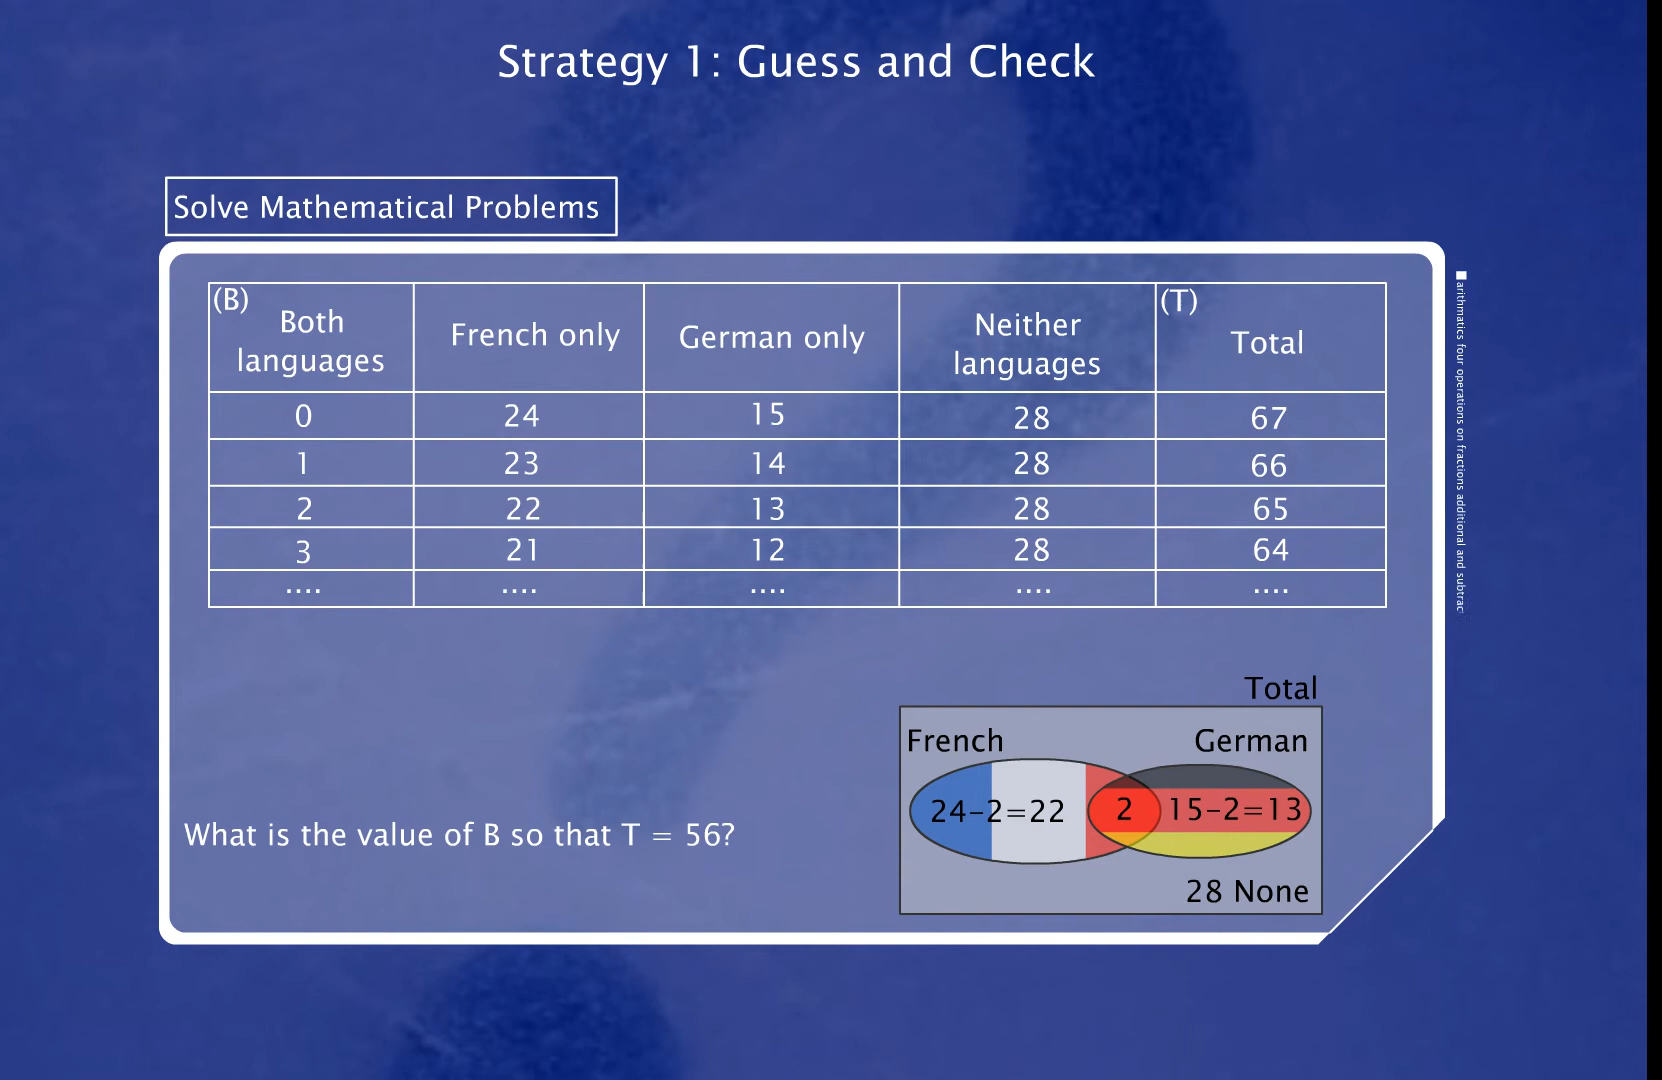 Strategy 1: Guess and Check
Solve Mathematical Problems
(B) Both languages French only German only Neither languages (T) Total
0 24 15 28 67
1 23 14 28 66
2 22 13 28 65
3 21 12 28 64
.... .... .... .... ....
arithmatic four operations on fractions additional and subtrac
Total
French German
24-2=22 2 15-2=13
What is the value of B so that T = 56?
28 None